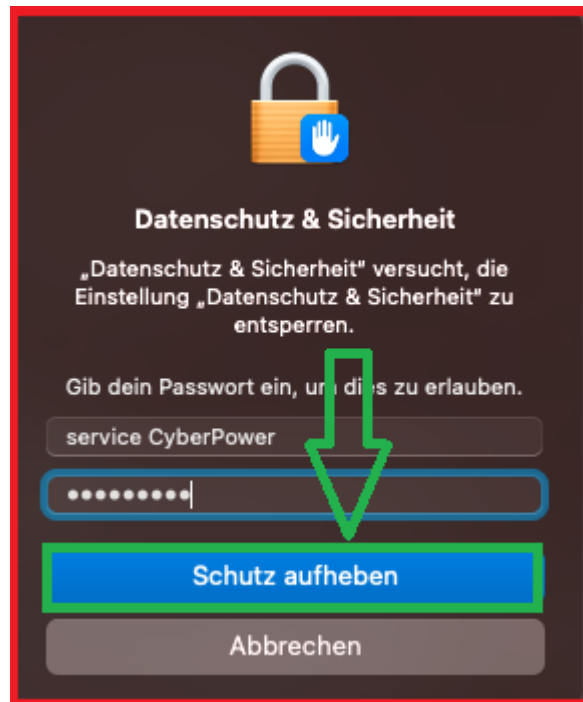 Datenschutz & Sicherheit
„Datenschutz & Sicherheit" versucht, die
Einstellung „Datenschutz & Sicherheit" zu
entsperren.
Gib dein Passwort ein, um dies zu erlauben.
service CyberPower
•••••••••
Schutz aufheben
Abbrechen